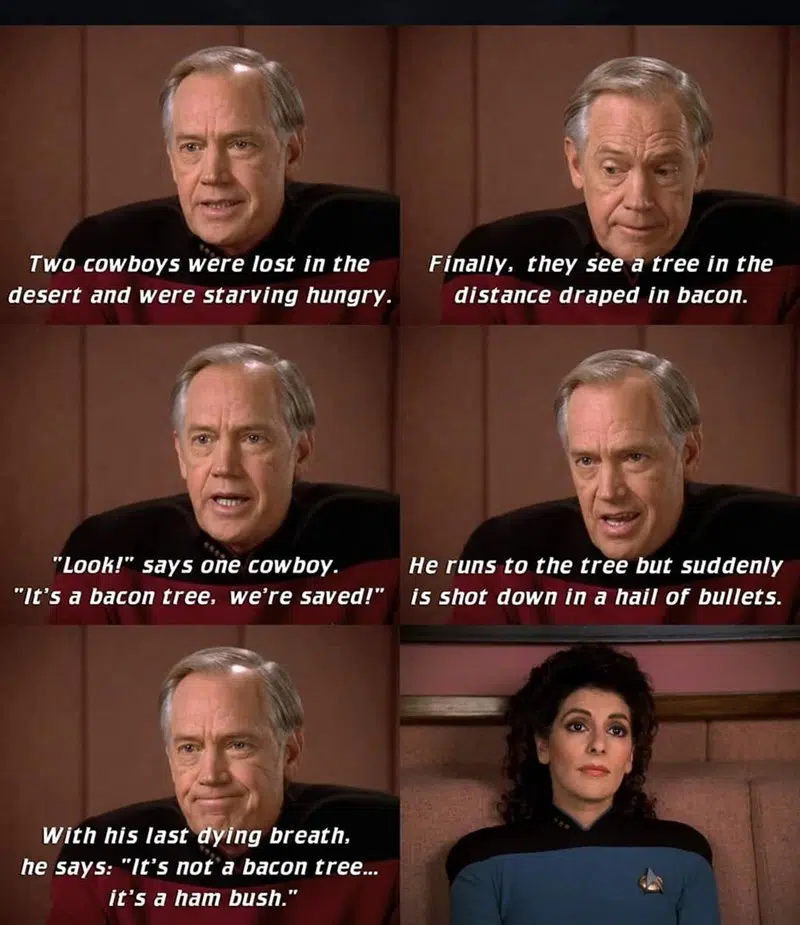 Two cowboys were lost in the
desert and were starving hungry.
Finally, they see a tree in the
distance draped in bacon.
"Look!" says one cowboy.
"It's a bacon tree, we're saved!"
He runs to the tree but suddenly
is shot down in a hail of bullets.
With his last dying breath,
he says: "It's not a bacon tree...
it's a ham bush."